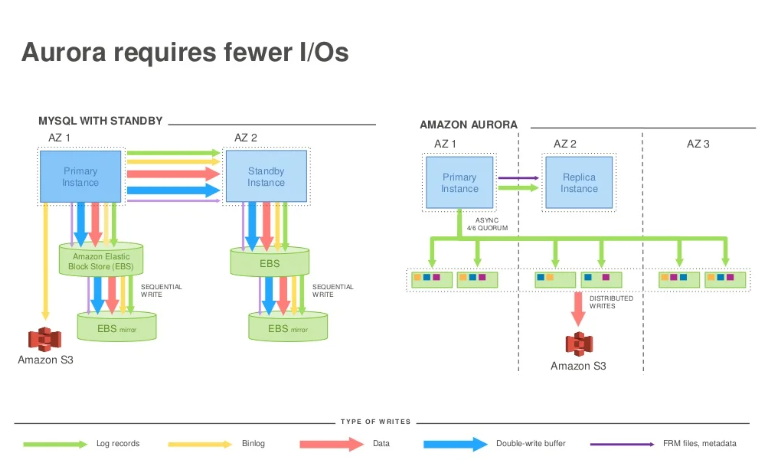 Aurora requires fewer I/Os
MYSQL WITH STANDBY
AZ 1
AZ 2
Primary
Instance
Standby
Instance
Amazon Elastic
Block Store (EBS)
EBS
SEQUENTIAL
WRITE
SEQUENTIAL
WRITE
EBS mirror
EBS mirror
Amazon S3
AMAZON AURORA
AZ 1
AZ 2
AZ 3
Primary
Instance
Replica
Instance
ASYNC
4/6 QUORUM
DISTRIBUTED
WRITES
Amazon S3
TYPE OF WRITES
Log records
Binlog
Data
Double-write buffer
FRM files, metadata